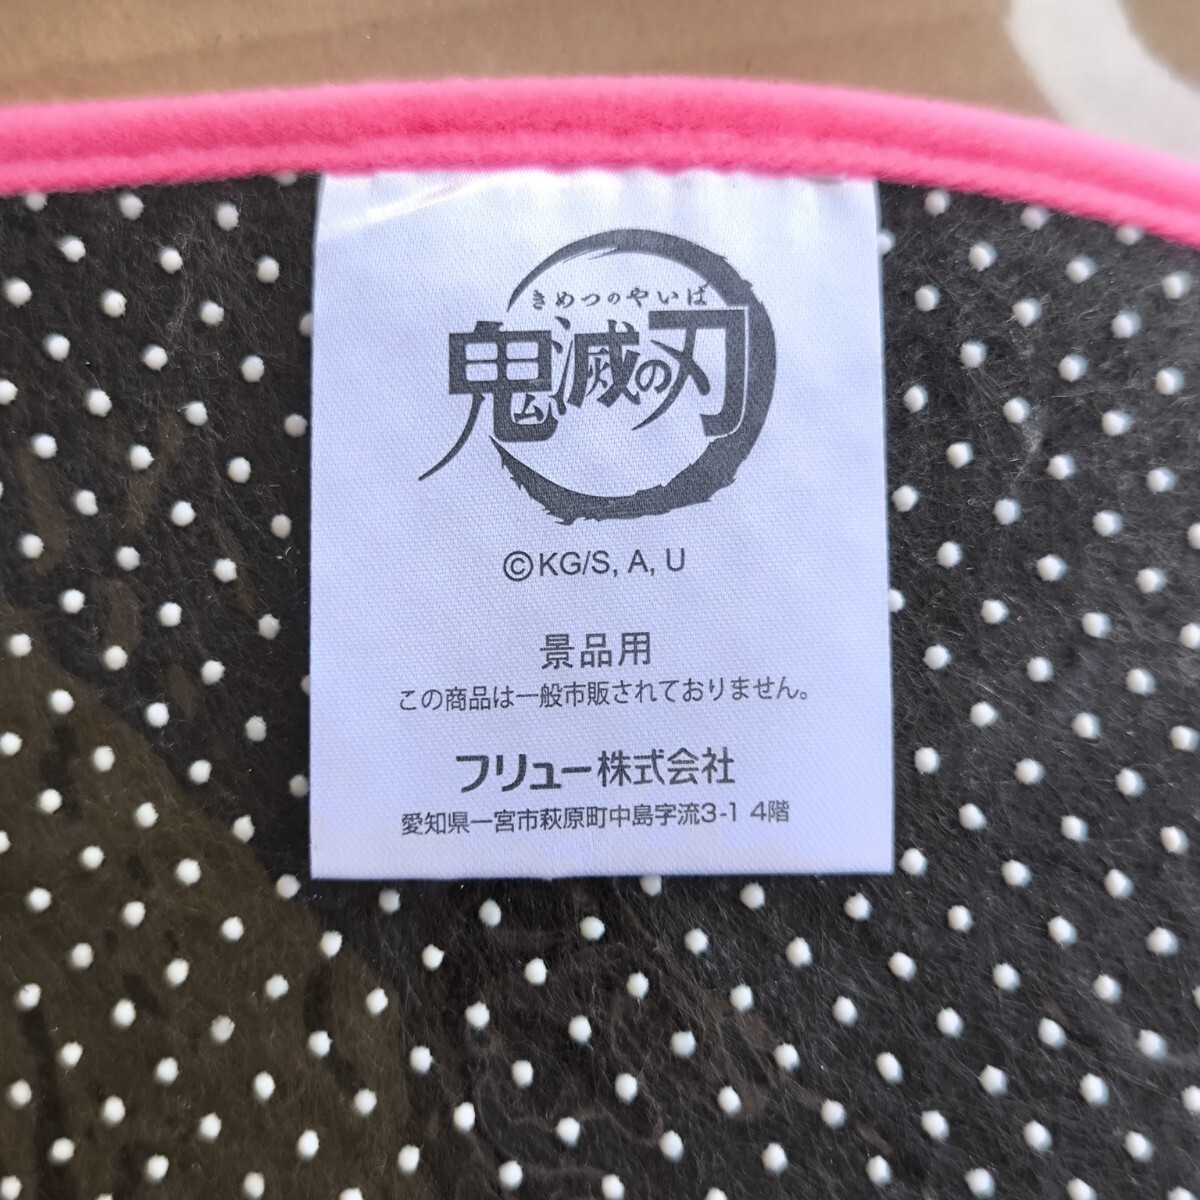 きめつのやいば
鬼滅の刃
©KG/S, A, U
景品用
この商品は一般市販されておりません。
フリュー株式会社
愛知県一宮市萩原町中島字流3-1 4階